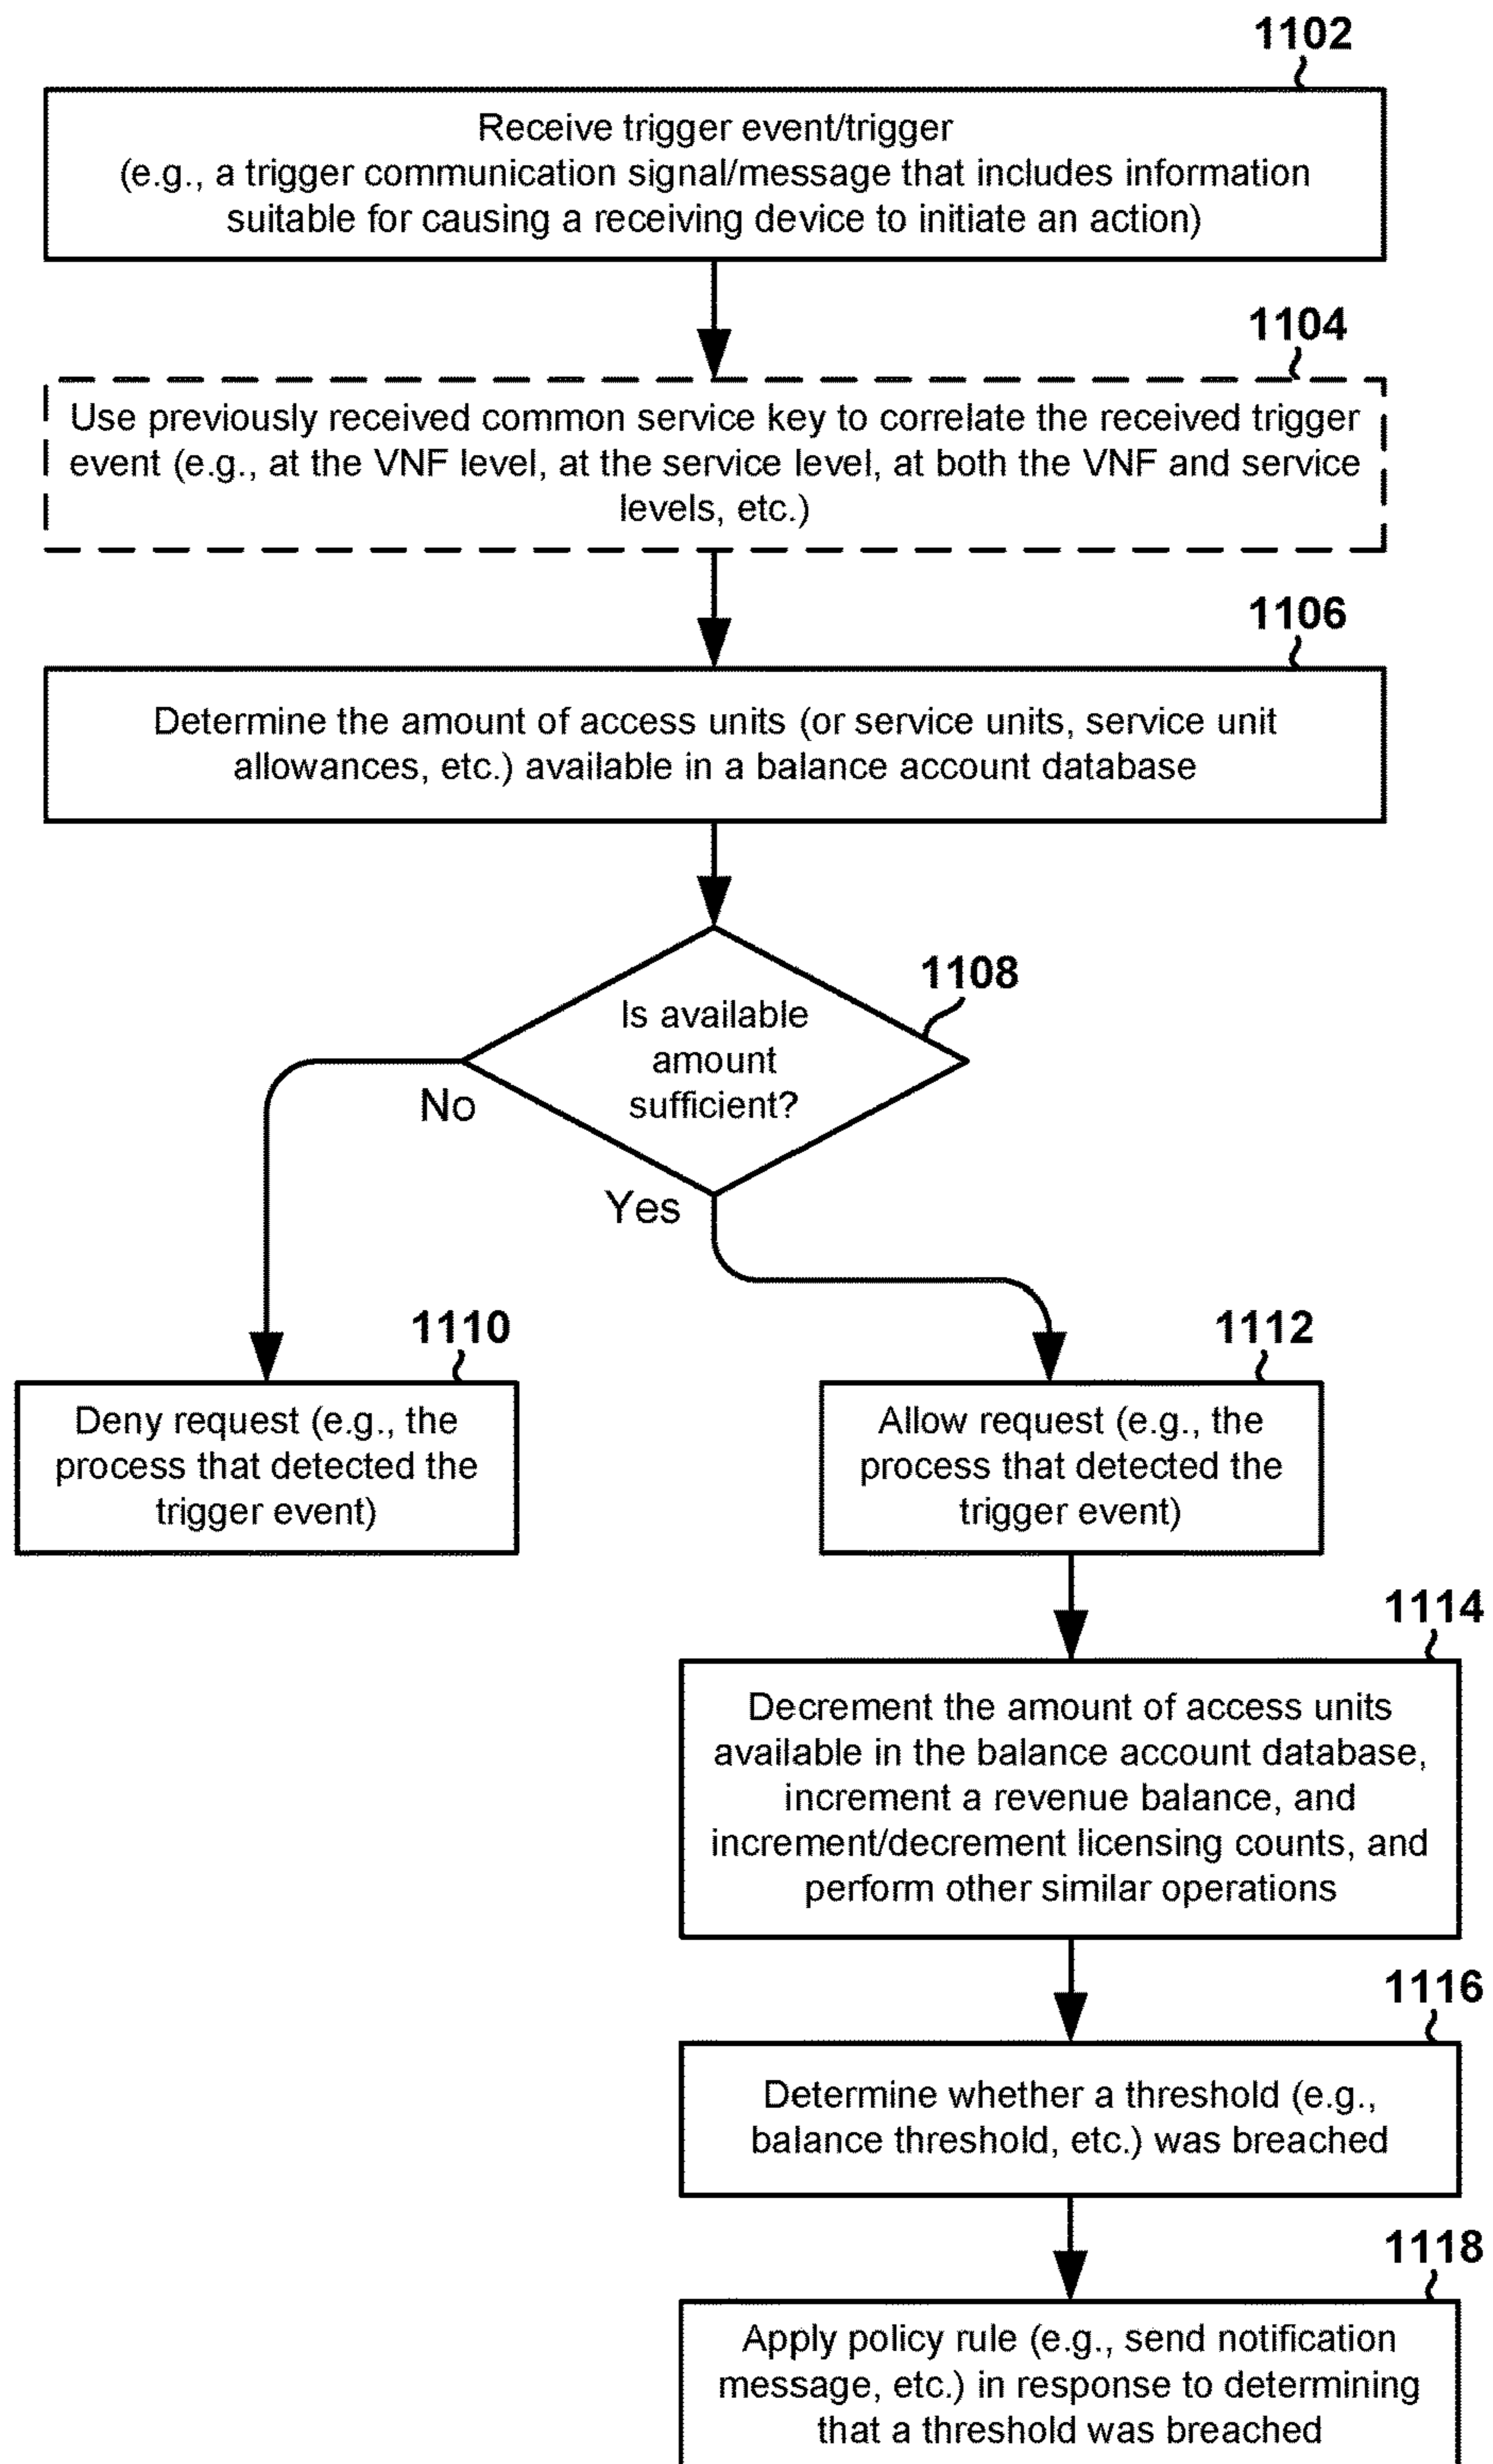 1102
Receive trigger event/trigger
(e.g., a trigger communication signal/message that includes information
suitable for causing a receiving device to initiate an action)
1104
Use previously received common service key to correlate the received trigger
event (e.g., at the VNF level, at the service level, at both the VNF and service
levels, etc.)
1106
Determine the amount of access units (or service units, service unit
allowances, etc.) available in a balance account database
1108
Is available
amount
sufficient?
No
Yes
1110
Deny request (e.g., the
process that detected the
trigger event)
1112
Allow request (e.g., the
process that detected the
trigger event)
1114
Decrement the amount of access units
available in the balance account database,
increment a revenue balance, and
increment/decrement licensing counts, and
perform other similar operations
1116
Determine whether a threshold (e.g.,
balance threshold, etc.) was breached
1118
Apply policy rule (e.g., send notification
message, etc.) in response to determining
that a threshold was breached